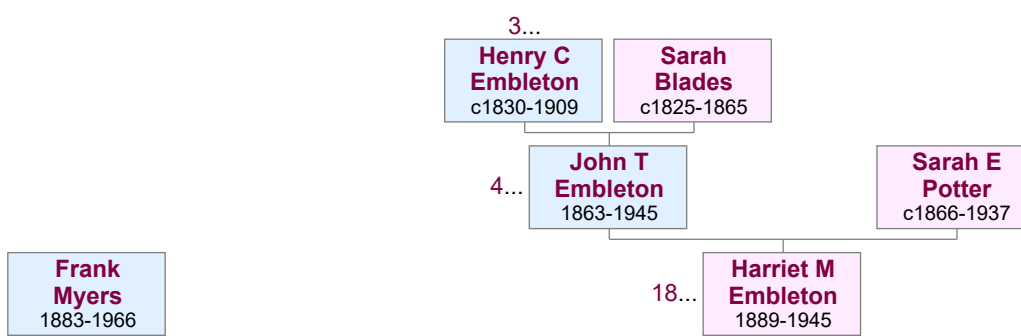 3...
Henry C
Embleton
c1830-1909
Sarah
Blades
c1825-1865
4...
John T
Embleton
1863-1945
Sarah E
Potter
c1866-1937
Frank
Myers
1883-1966
18...
Harriet M
Embleton
1889-1945